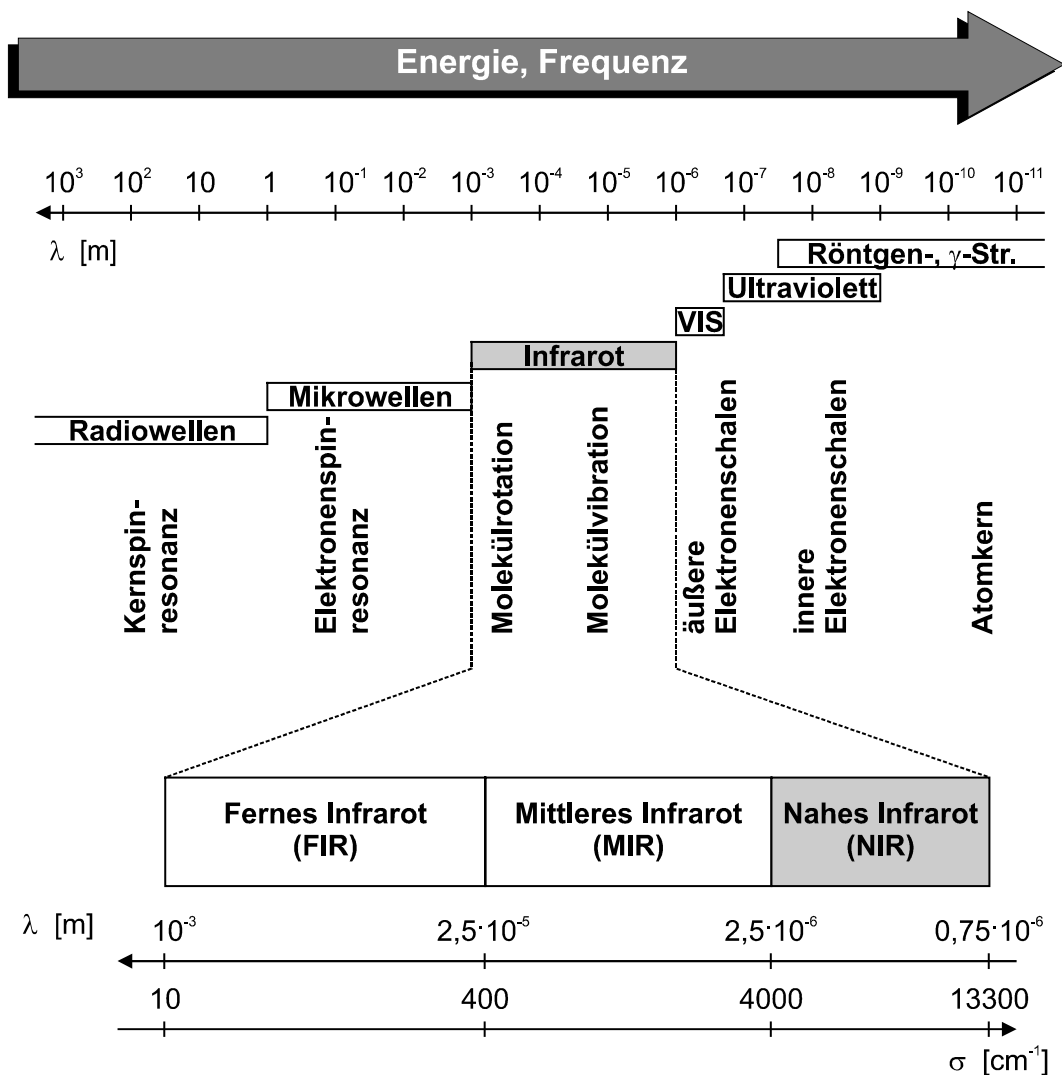 Energie, Frequenz
10³ 10² 10 1 10⁻¹ 10⁻² 10⁻³ 10⁻⁴ 10⁻⁵ 10⁻⁶ 10⁻⁷ 10⁻⁸ 10⁻⁹ 10⁻¹⁰ 10⁻¹¹
λ [m]
Röntgen-, γ-Str.
Ultraviolett
VIS
Infrarot
Mikrowellen
Radiowellen
Kernspin-
resonanz
Elektronenspin-
resonanz
Molekülrotation
Molekülvibration
äußere
Elektronenschalen
innere
Elektronenschalen
Atomkern
Fernes Infrarot
(FIR)
Mittleres Infrarot
(MIR)
Nahes Infrarot
(NIR)
λ [m] 10⁻³ 2,5·10⁻⁵ 2,5·10⁻⁶ 0,75·10⁻⁶
10 400 4000 13300
σ [cm⁻¹]